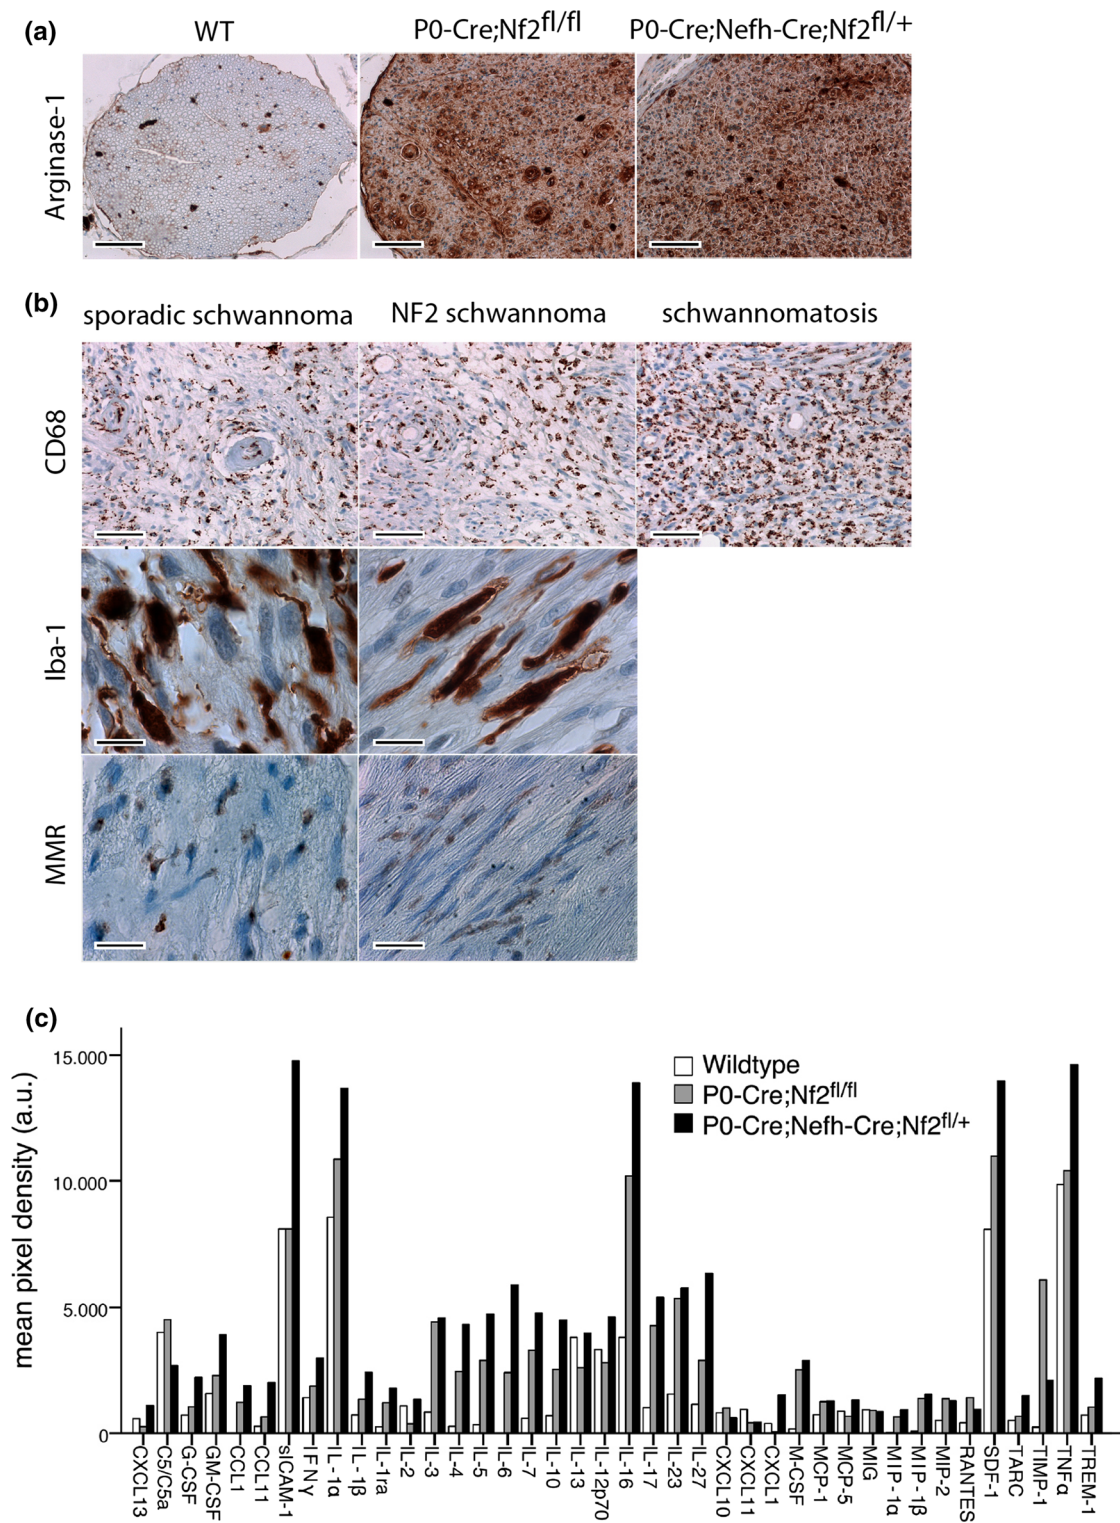 (a)
WT
P0-Cre;Nf2fl/fl
P0-Cre;Nefh-Cre;Nf2fl/+
Arginase-1
(b)
sporadic schwannoma
NF2 schwannoma
schwannomatosis
CD68
Iba-1
MMR
(c)
mean pixel density (a.u.)
15.000
10.000
5.000
0
Wildtype
P0-Cre;Nf2fl/fl
P0-Cre;Nefh-Cre;Nf2fl/+
CXCL13
C5/C5a
G-CSF
GM-CSF
CCL1
CCL11
sICAM-1
IFNγ
IL-1α
IL-1β
IL-1ra
IL-2
IL-3
IL-4
IL-5
IL-6
IL-7
IL-10
IL-13
IL-12p70
IL-16
IL-17
IL-23
IL-27
CXCL10
CXCL11
CXCL1
M-CSF
MCP-1
MCP-5
MIG
MIP-1α
MIP-1β
MIP-2
RANTES
SDF-1
TARC
TIMP-1
TNFα
TREM-1